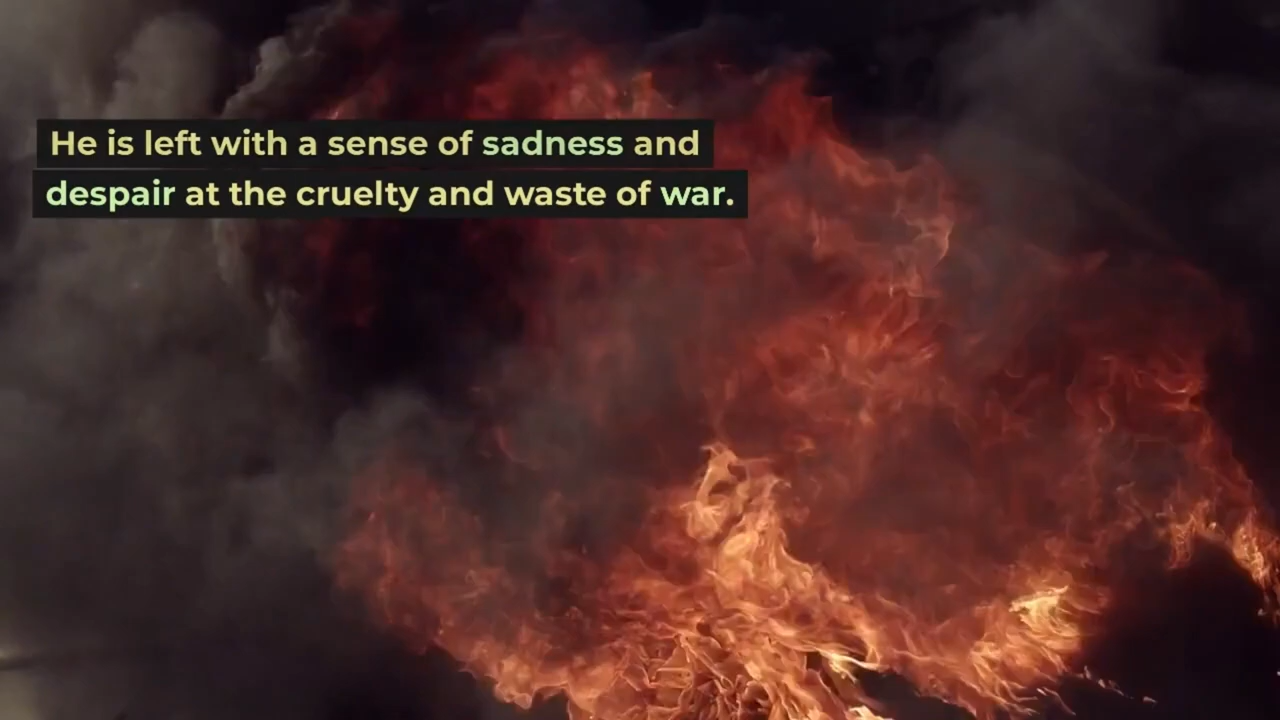 He is left with a sense of sadness and
despair at the cruelty and waste of war.